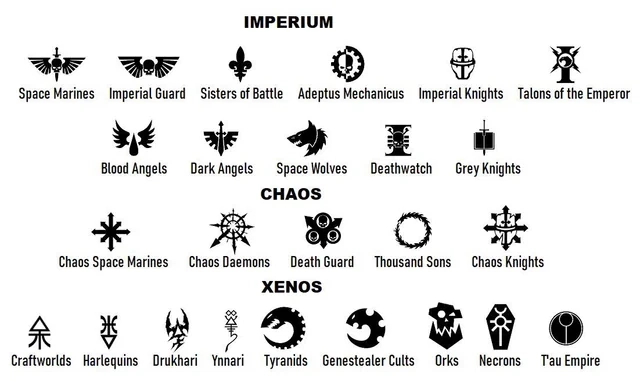 IMPERIUM
Space Marines Imperial Guard Sisters of Battle Adeptus Mechanicus Imperial Knights Talons of the Emperor
Blood Angels Dark Angels Space Wolves Deathwatch Grey Knights
CHAOS
Chaos Space Marines Chaos Daemons Death Guard Thousand Sons Chaos Knights
XENOS
Craftworlds Harlequins Drukhari Ynnari Tyranids Genestealer Cults Orks Necrons T'au Empire